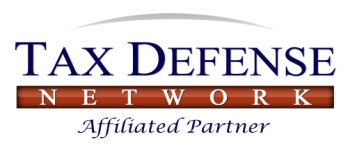 TAX DEFENSE
NETWORK
Affiliated Partner